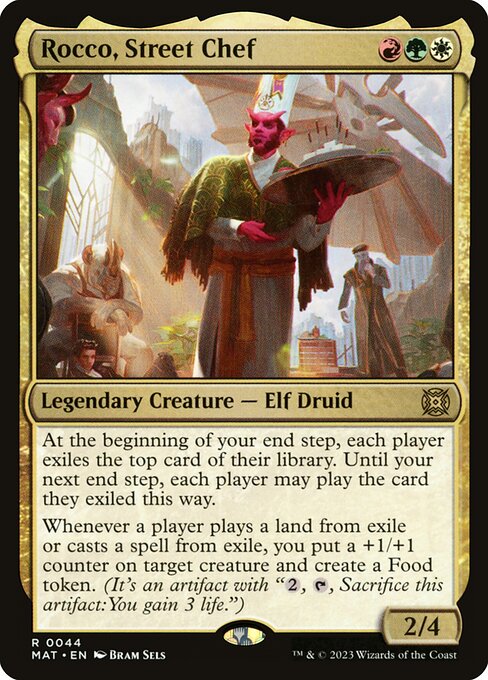 Rocco, Street Chef
Legendary Creature — Elf Druid
At the beginning of your end step, each player
exiles the top card of their library. Until your
next end step, each player may play the card
they exiled this way.
Whenever a player plays a land from exile
or casts a spell from exile, you put a +1/+1
counter on target creature and create a Food
token. (It's an artifact with “2, T, Sacrifice this
artifact:You gain 3 life.”)
2/4
R 0044
MAT • EN Bram Sels
™ & © 2023 Wizards of the Coast